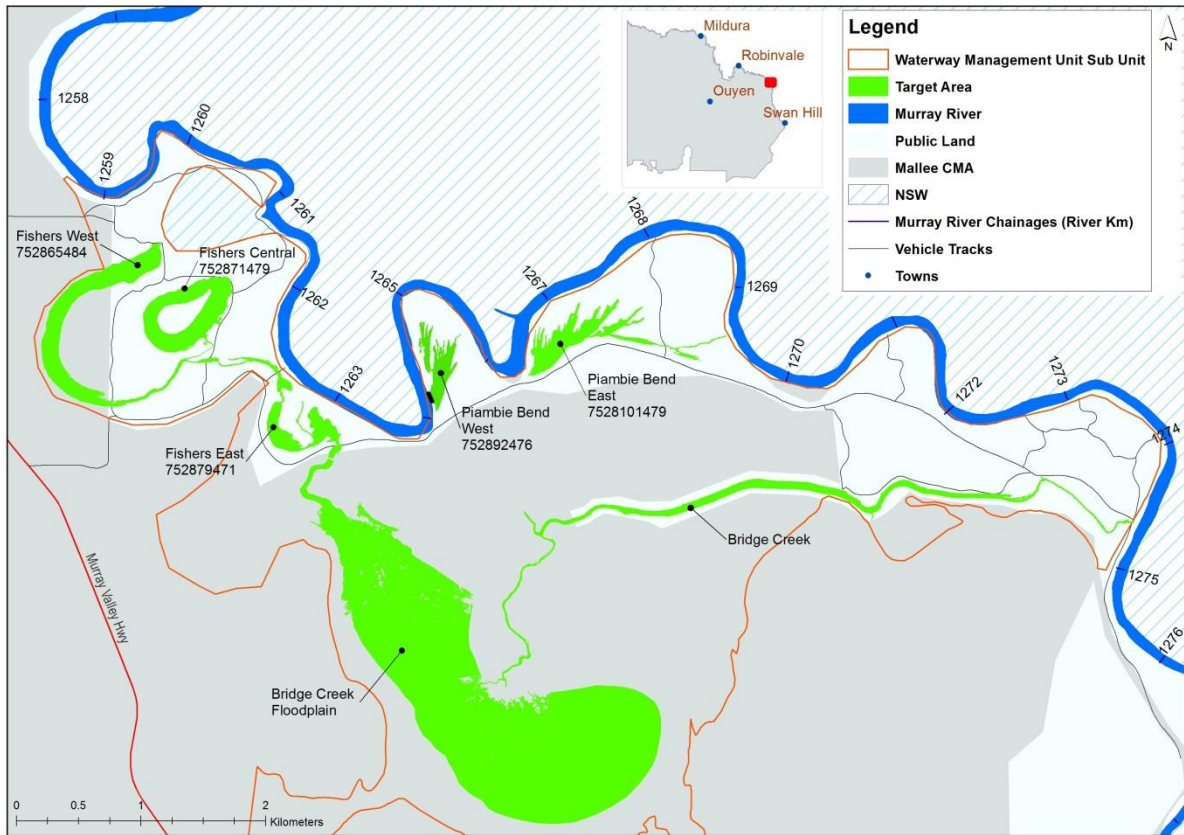 Mildura
Robinvale
Ouyen
Swan Hill
Legend
Waterway Management Unit Sub Unit
Target Area
Murray River
Public Land
Mallee CMA
NSW
Murray River Chainages (River Km)
Vehicle Tracks
Towns
N
1258
1259
1260
1261
1262
1263
1265
1267
1268
1269
1270
1272
1273
1274
1275
1276
Fishers West
752865484
Fishers Central
752871479
Fishers East
752879471
Piambie Bend
West
752892476
Piambie Bend
East
7528101479
Bridge Creek
Bridge Creek
Floodplain
Murray Valley Hwy
0 0.5 1 2
Kilometers